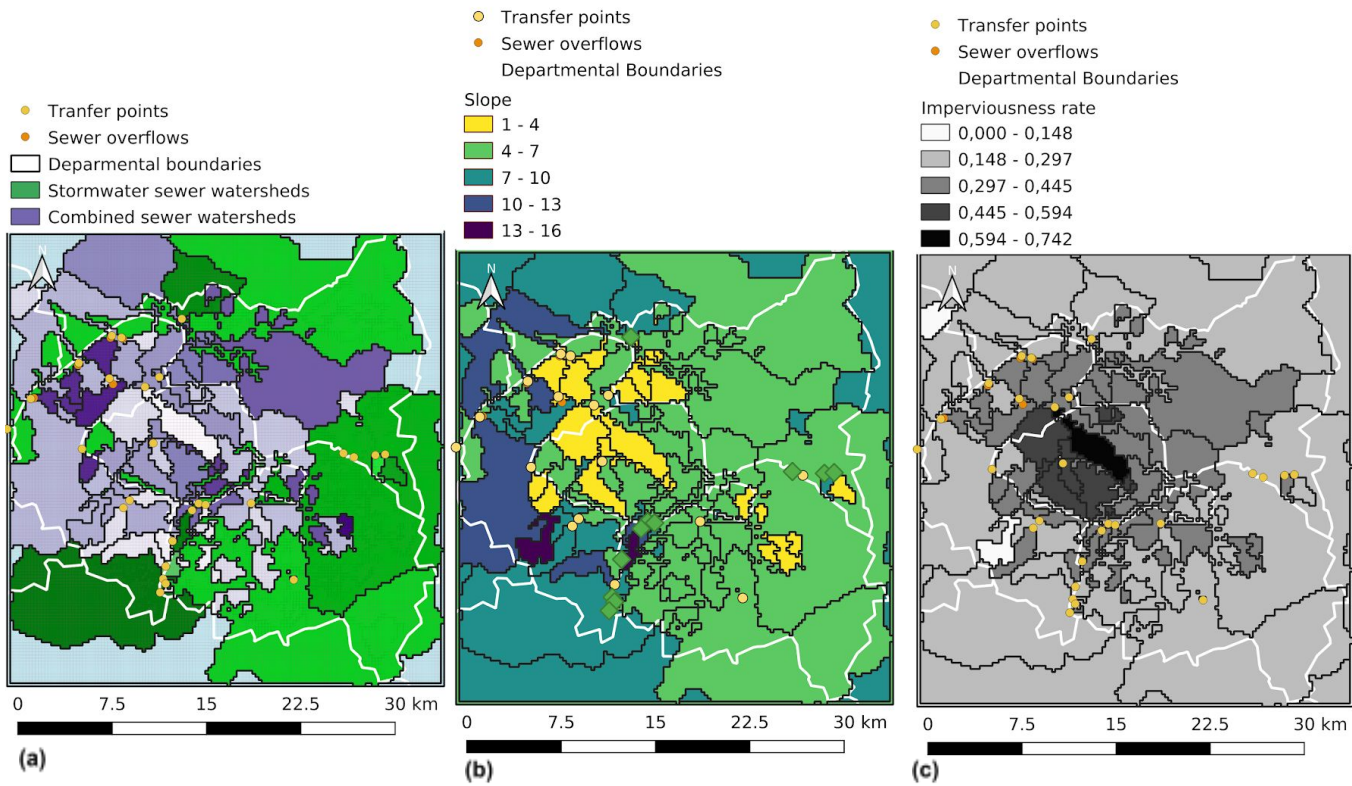 Tranfer points
Sewer overflows
Deparmental boundaries
Stormwater sewer watersheds
Combined sewer watersheds
N
0 7.5 15 22.5 30 km
(a)
Transfer points
Sewer overflows
Departmental Boundaries
Slope
1 - 4
4 - 7
7 - 10
10 - 13
13 - 16
N
0 7.5 15 22.5 30 km
(b)
Transfer points
Sewer overflows
Departmental Boundaries
Imperviousness rate
0,000 - 0,148
0,148 - 0,297
0,297 - 0,445
0,445 - 0,594
0,594 - 0,742
N
0 7.5 15 22.5 30 km
(c)